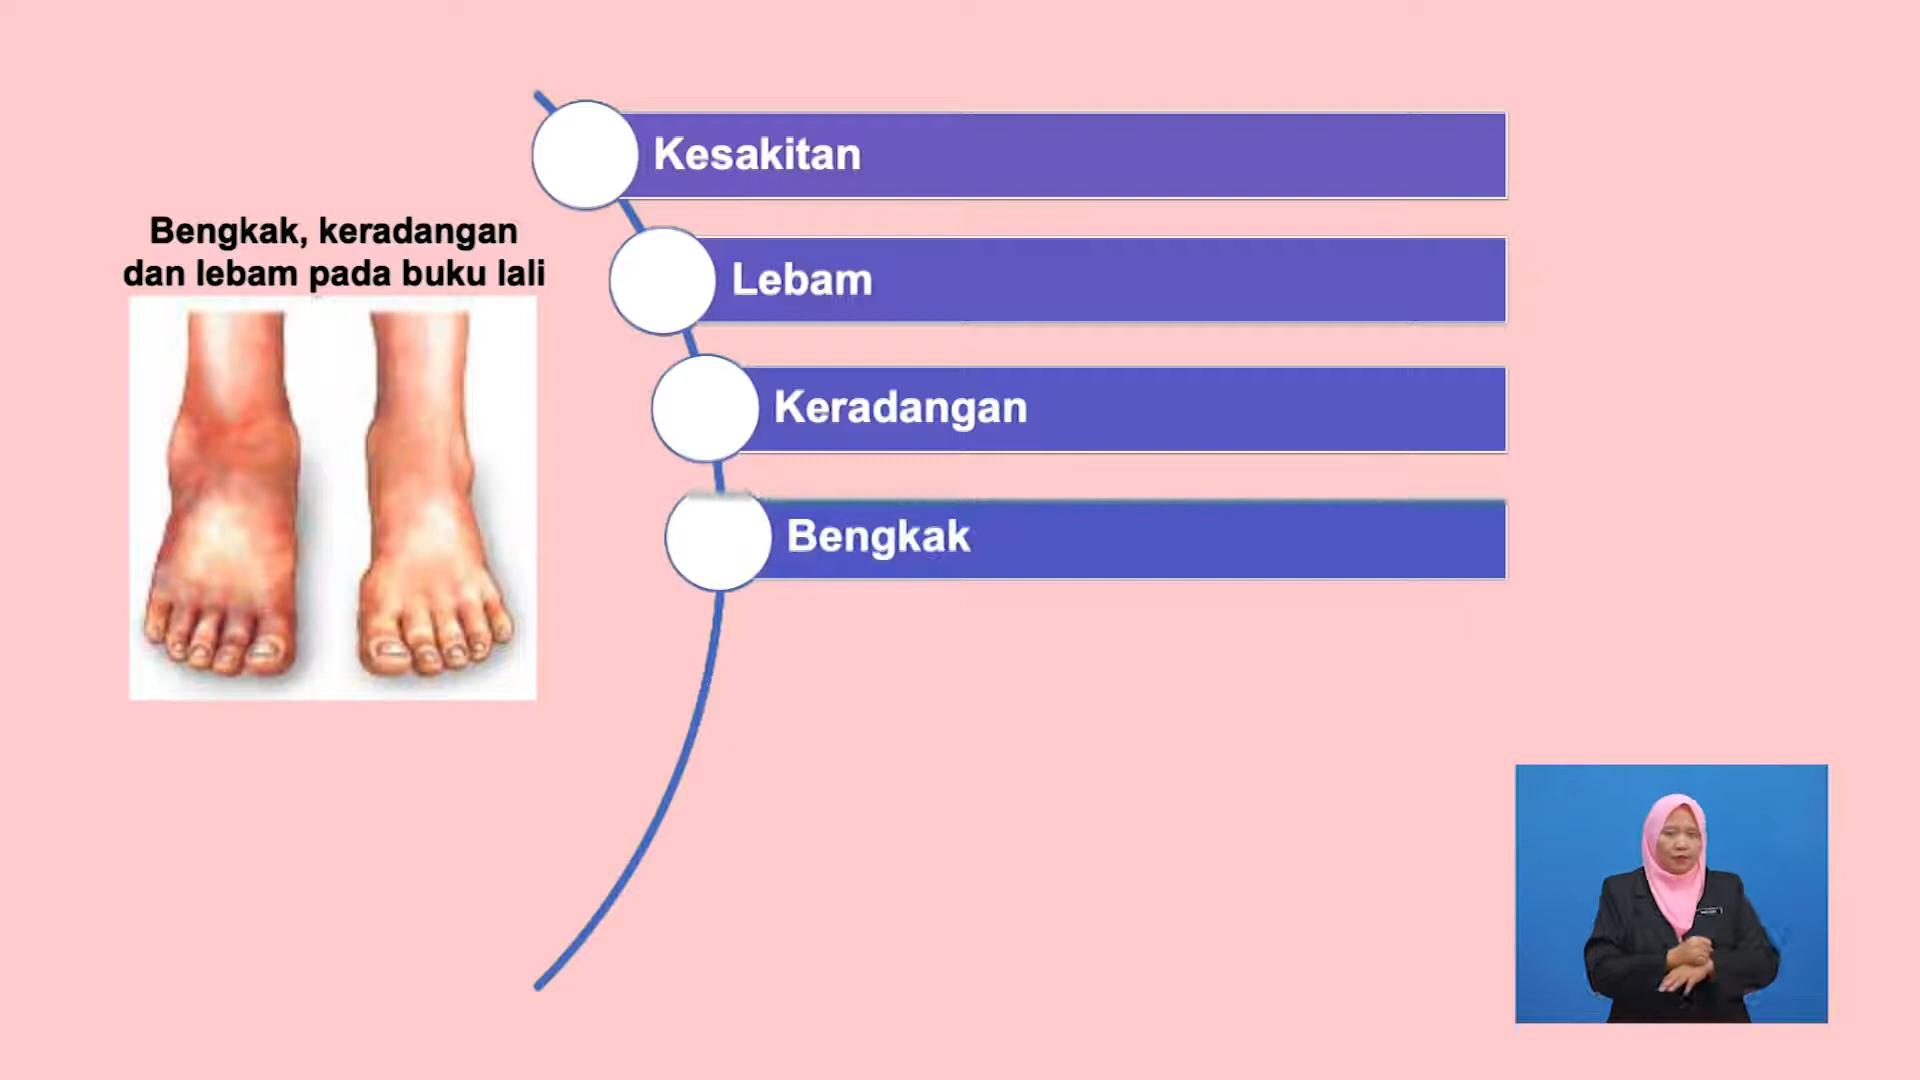 Bengkak, keradangan
dan lebam pada buku lali
Kesakitan
Lebam
Keradangan
Bengkak